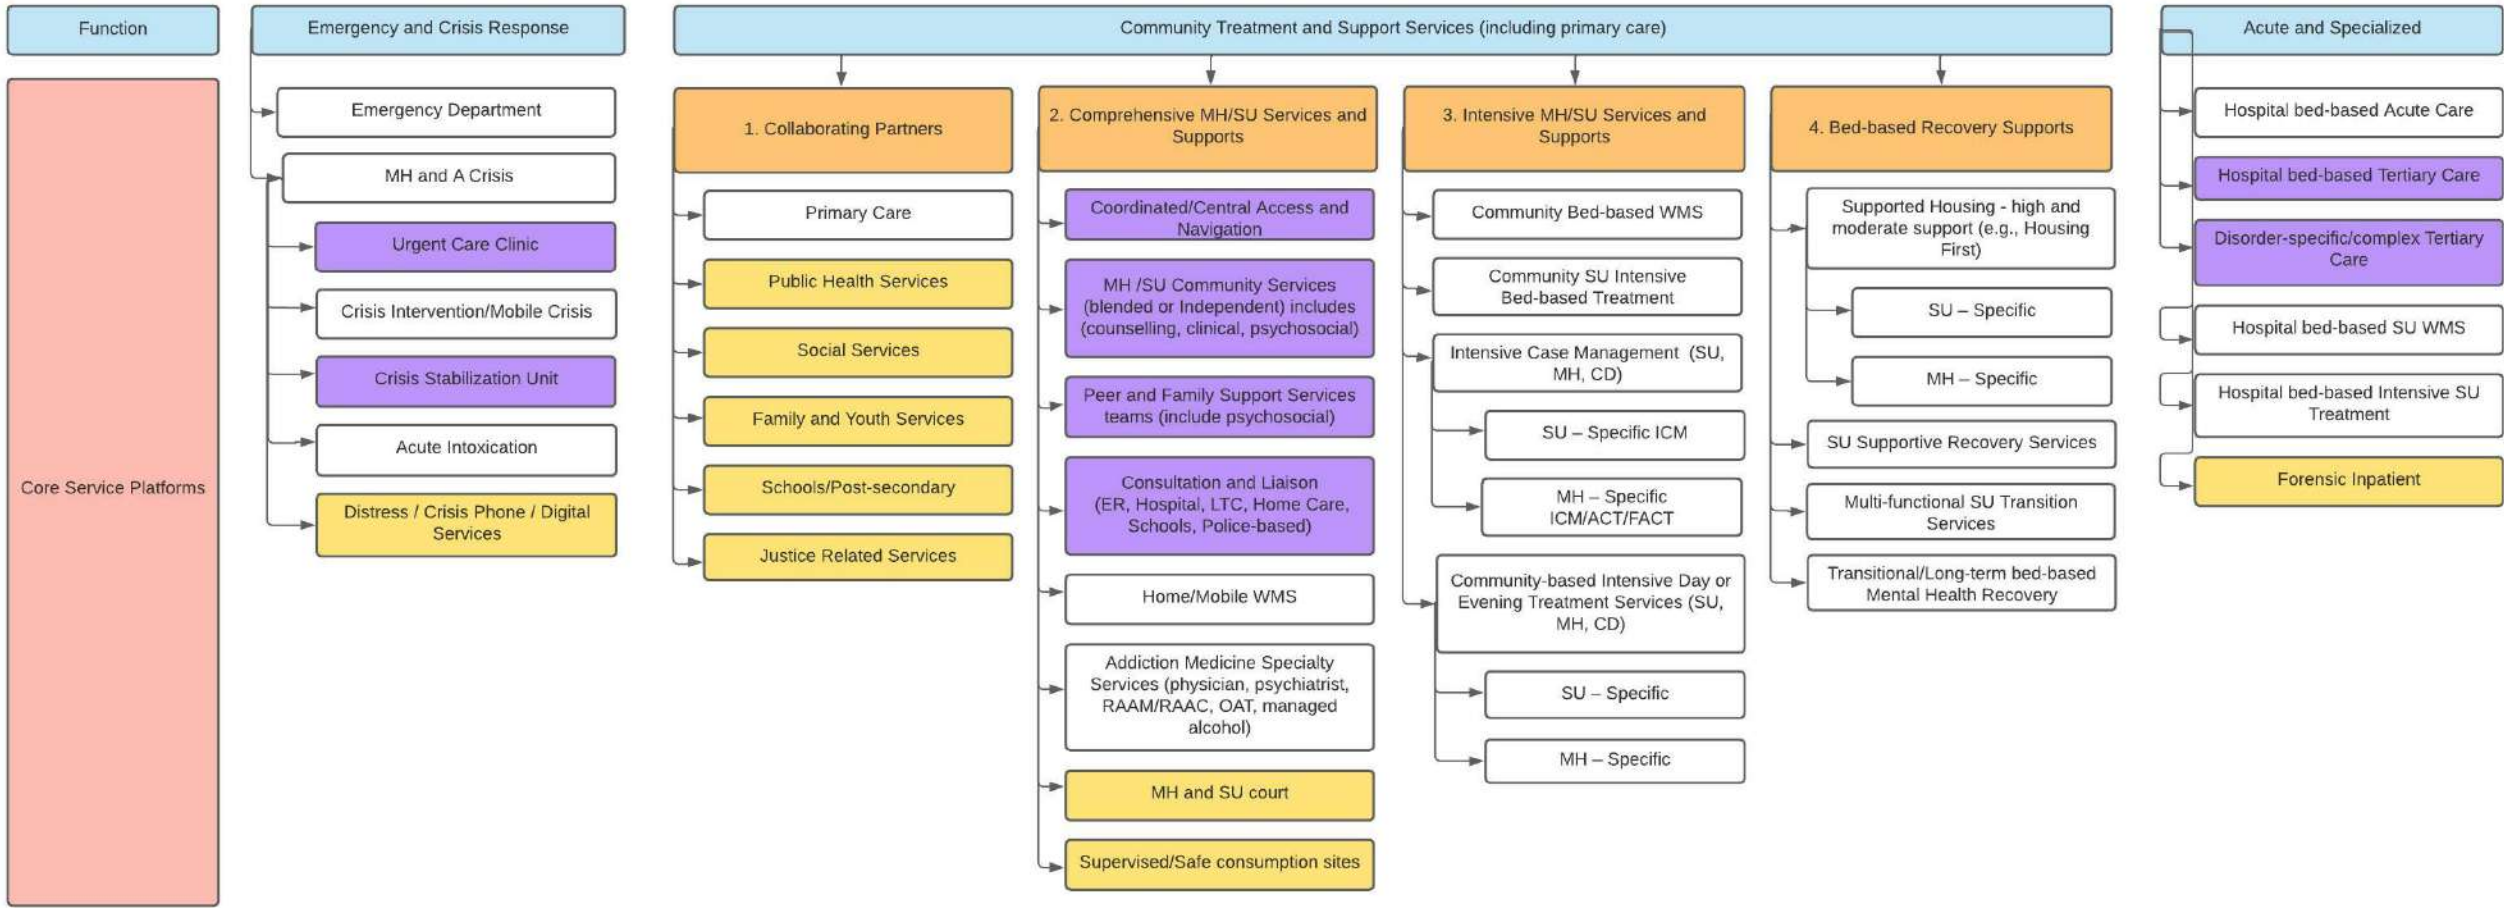 Function
Core Service Platforms
Emergency and Crisis Response
Emergency Department
MH and A Crisis
Urgent Care Clinic
Crisis Intervention/Mobile Crisis
Crisis Stabilization Unit
Acute Intoxication
Distress / Crisis Phone / Digital
Services
Community Treatment and Support Services (including primary care)
1. Collaborating Partners
Primary Care
Public Health Services
Social Services
Family and Youth Services
Schools/Post-secondary
Justice Related Services
2. Comprehensive MH/SU Services and
Supports
Coordinated/Central Access and
Navigation
MH /SU Community Services
(blended or Independent) includes
(counselling, clinical, psychosocial)
Peer and Family Support Services
teams (include psychosocial)
Consultation and Liaison
(ER, Hospital, LTC, Home Care,
Schools, Police-based)
Home/Mobile WMS
Addiction Medicine Specialty
Services (physician, psychiatrist,
RAAM/RAAC, OAT, managed
alcohol)
MH and SU court
Supervised/Safe consumption sites
3. Intensive MH/SU Services and
Supports
Community Bed-based WMS
Community SU Intensive
Bed-based Treatment
Intensive Case Management (SU,
MH, CD)
SU – Specific ICM
MH – Specific
ICM/ACT/FACT
Community-based Intensive Day or
Evening Treatment Services (SU,
MH, CD)
SU – Specific
MH – Specific
4. Bed-based Recovery Supports
Supported Housing - high and
moderate support (e.g., Housing
First)
SU – Specific
MH – Specific
SU Supportive Recovery Services
Multi-functional SU Transition
Services
Transitional/Long-term bed-based
Mental Health Recovery
Acute and Specialized
Hospital bed-based Acute Care
Hospital bed-based Tertiary Care
Disorder-specific/complex Tertiary
Care
Hospital bed-based SU WMS
Hospital bed-based Intensive SU
Treatment
Forensic Inpatient